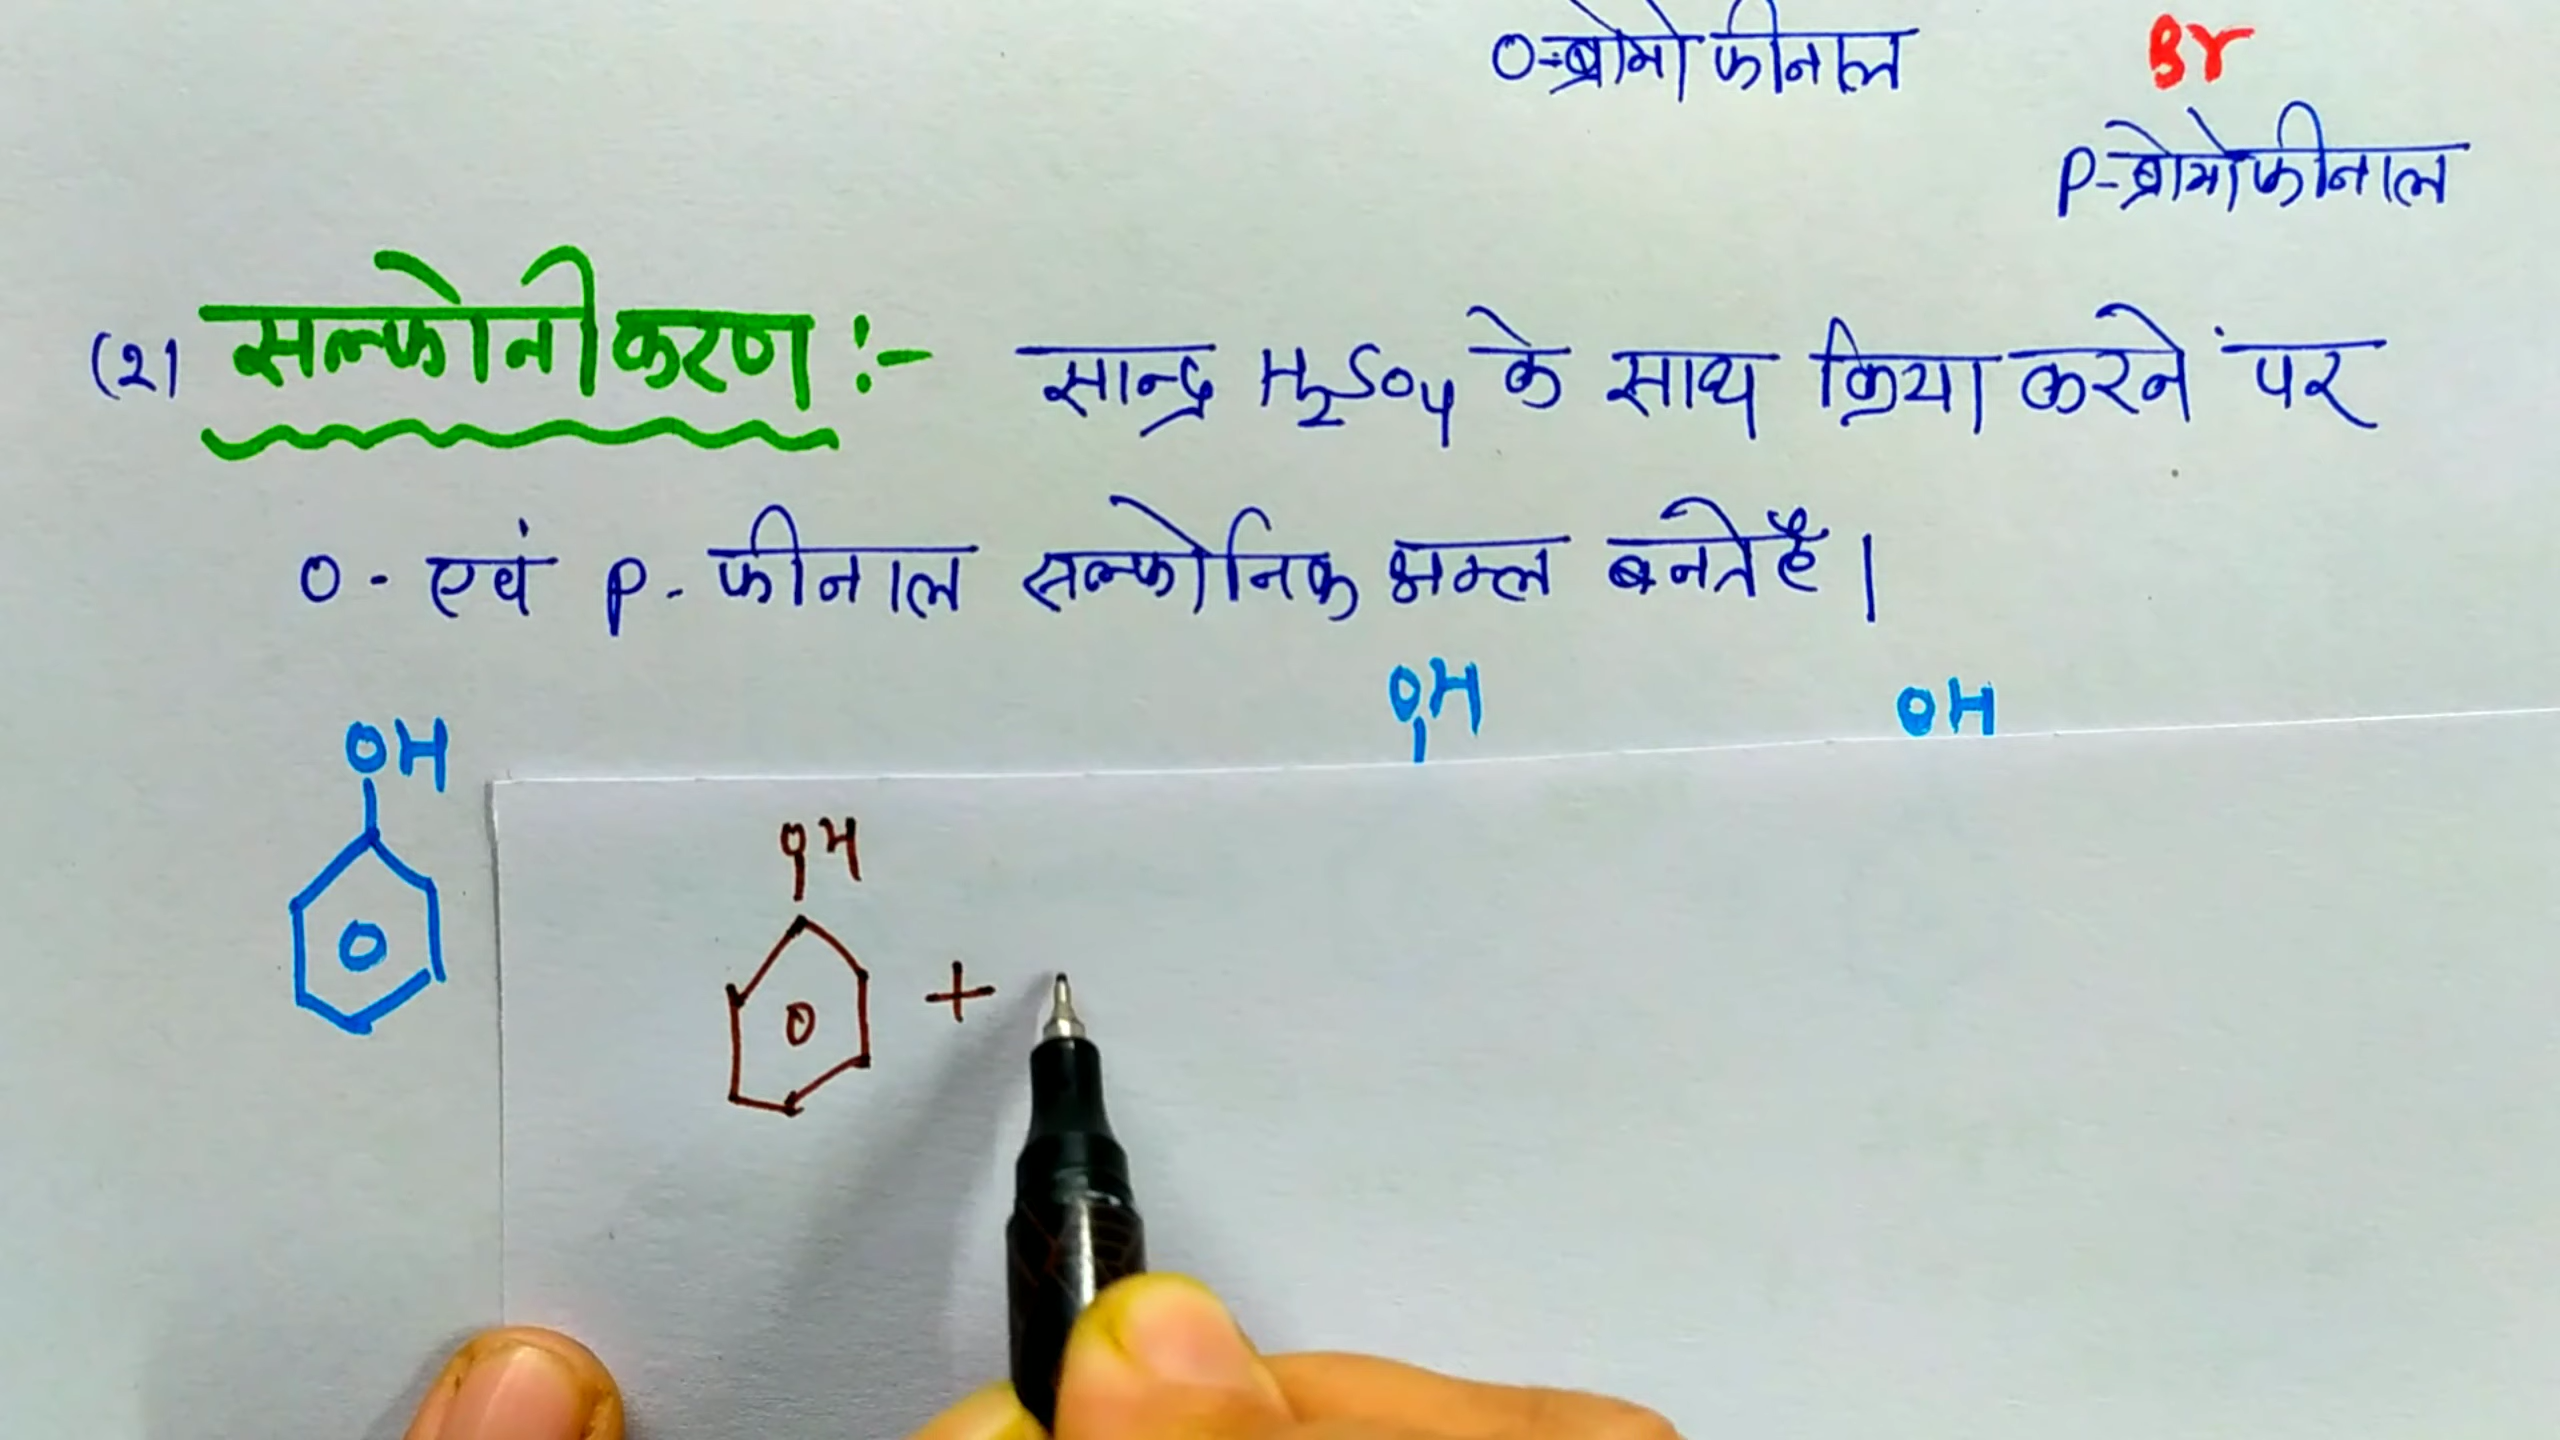 o-ब्रोमो फीनाल
Br
p-ब्रोमोफीनाल
(2) सल्फोनीकरण :- सान्द्र H2SO4 के साथ क्रिया करनें पर
o- एवं p- फीनाल सल्फोनिक अम्ल बनते है।
OH
OH
OH
OH
+